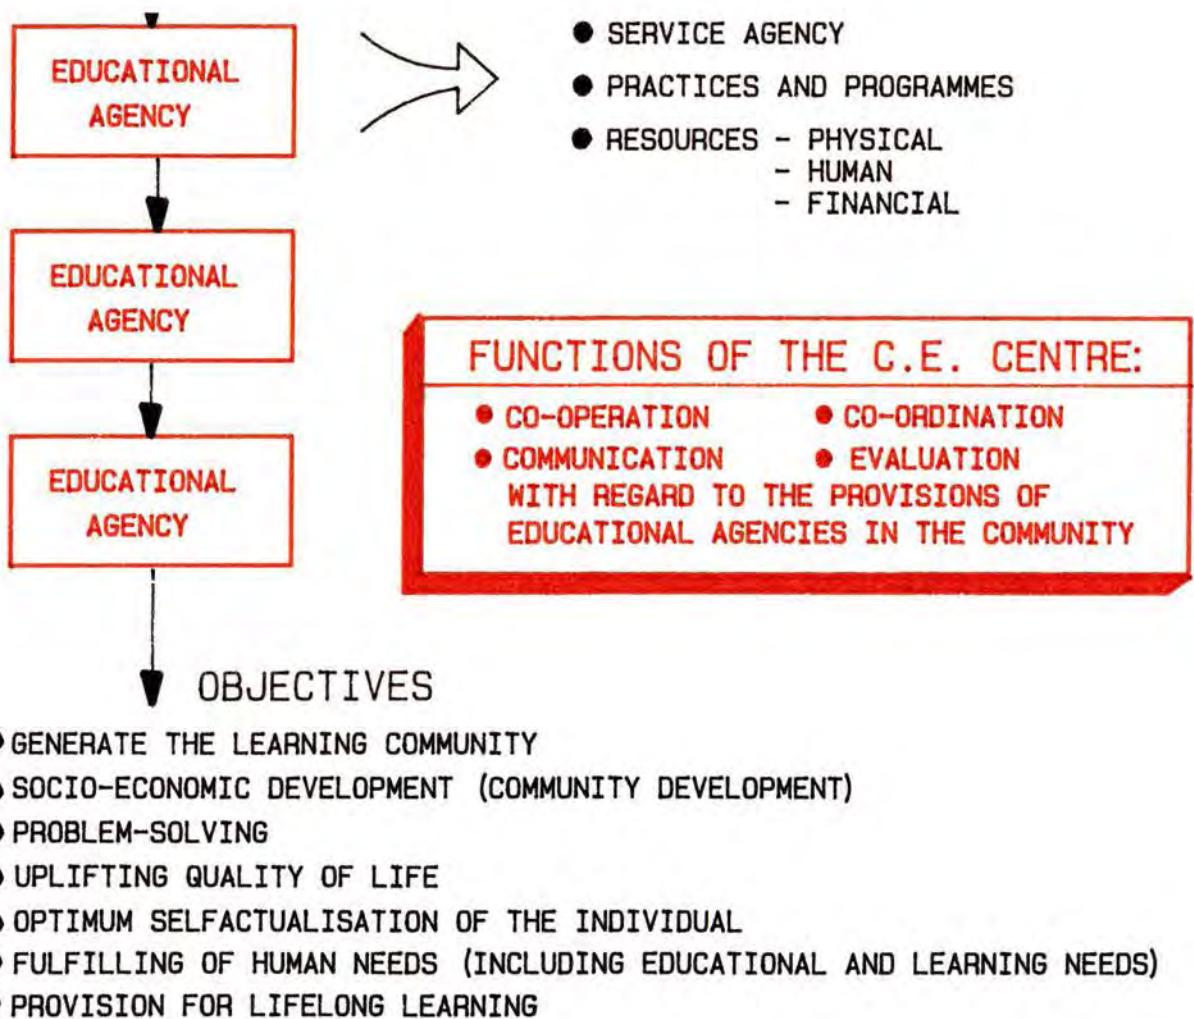 EDUCATIONAL
AGENCY
● SERVICE AGENCY
● PRACTICES AND PROGRAMMES
● RESOURCES - PHYSICAL
- HUMAN
- FINANCIAL
EDUCATIONAL
AGENCY
FUNCTIONS OF THE C.E. CENTRE:
● CO-OPERATION ● CO-ORDINATION
● COMMUNICATION ● EVALUATION
WITH REGARD TO THE PROVISIONS OF
EDUCATIONAL AGENCIES IN THE COMMUNITY
EDUCATIONAL
AGENCY
OBJECTIVES
● GENERATE THE LEARNING COMMUNITY
● SOCIO-ECONOMIC DEVELOPMENT (COMMUNITY DEVELOPMENT)
● PROBLEM-SOLVING
● UPLIFTING QUALITY OF LIFE
● OPTIMUM SELFACTUALISATION OF THE INDIVIDUAL
● FULFILLING OF HUMAN NEEDS (INCLUDING EDUCATIONAL AND LEARNING NEEDS)
● PROVISION FOR LIFELONG LEARNING